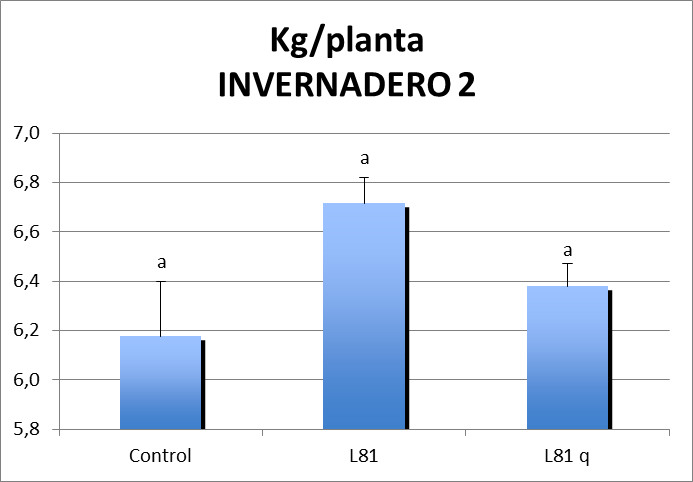 Kg/planta
INVERNADERO 2
7,0
6,8
6,6
6,4
6,2
6,0
5,8
a
a
a
Control
L81
L81 q